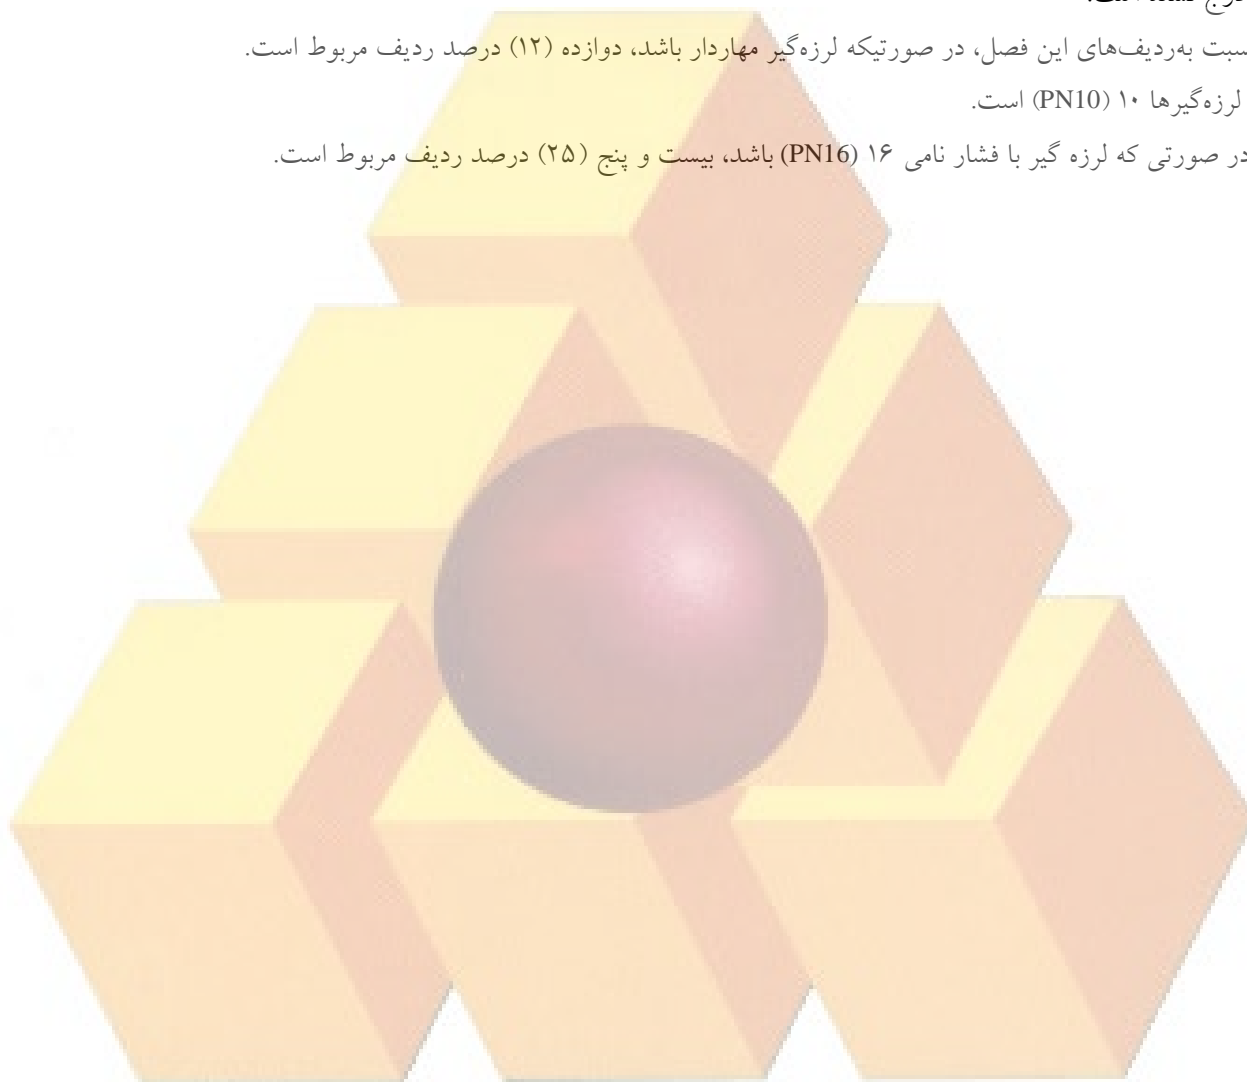 سبت به‌ردیف‌های این فصل، در صورتیکه لرزه‌گیر مهاردار باشد، دوازده (۱۲) درصد ردیف مربوط است.
لرزه‌گیرها ۱۰ (PN10) است.
در صورتی که لرزه گیر با فشار نامی ۱۶ (PN16) باشد، بیست و پنج (۲۵) درصد ردیف مربوط است.